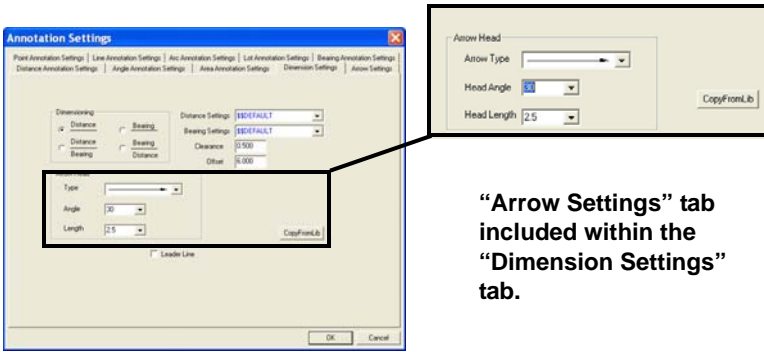 Annotation Settings
Point Annotation Settings Line Annotation Settings Arc Annotation Settings Lot Annotation Settings Bearing Annotation Settings
Distance Annotation Settings Angle Annotation Settings Area Annotation Settings Dimension Settings Arrow Settings
Dimensioning
Distance
Bearing
Distance
Bearing
Bearing
Distance
Distance Settings $$DEFAULT
Bearing Settings $$DEFAULT
Clearance 0.500
Offset 6.000
Arrow Head
Type
Angle 30
Length 2.5
CopyFromLib
Leader Line
OK Cancel
Arrow Head
Arrow Type
Head Angle 30
Head Length 2.5
CopyFromLib
“Arrow Settings” tab
included within the
“Dimension Settings”
tab.